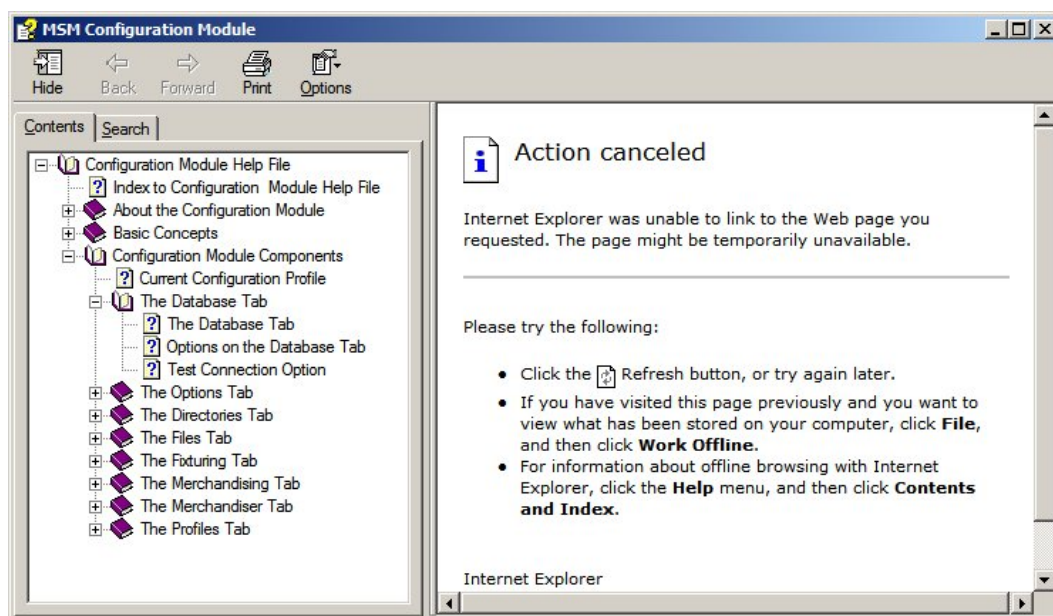 MSM Configuration Module
Hide Back Forward Print Options
Contents Search
Configuration Module Help File
Index to Configuration Module Help File
About the Configuration Module
Basic Concepts
Configuration Module Components
Current Configuration Profile
The Database Tab
The Database Tab
Options on the Database Tab
Test Connection Option
The Options Tab
The Directories Tab
The Files Tab
The Fixturing Tab
The Merchandising Tab
The Merchandiser Tab
The Profiles Tab
Action canceled
Internet Explorer was unable to link to the Web page you
requested. The page might be temporarily unavailable.
Please try the following:
• Click the Refresh button, or try again later.
• If you have visited this page previously and you want to
view what has been stored on your computer, click File,
and then click Work Offline.
• For information about offline browsing with Internet
Explorer, click the Help menu, and then click Contents
and Index.
Internet Explorer